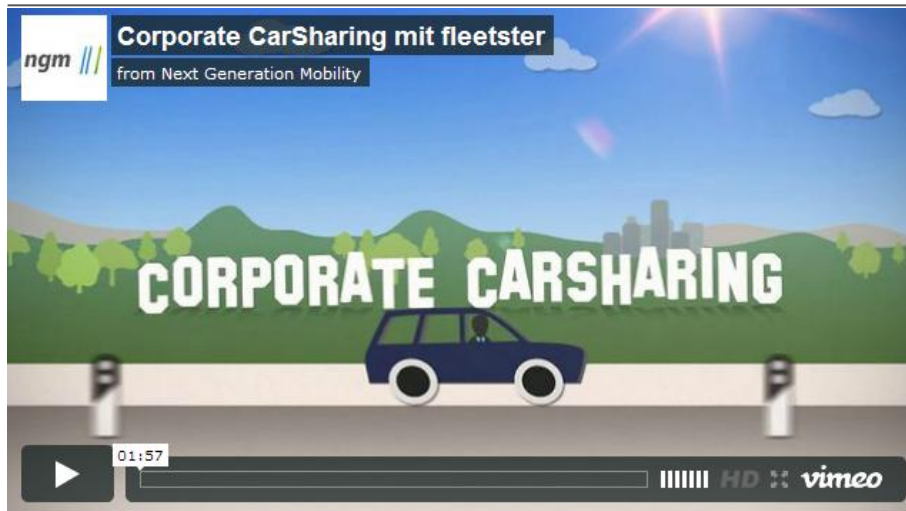 ngm
Corporate CarSharing mit fleetster
from Next Generation Mobility
CORPORATE CARSHARING
01:57
HD
vimeo